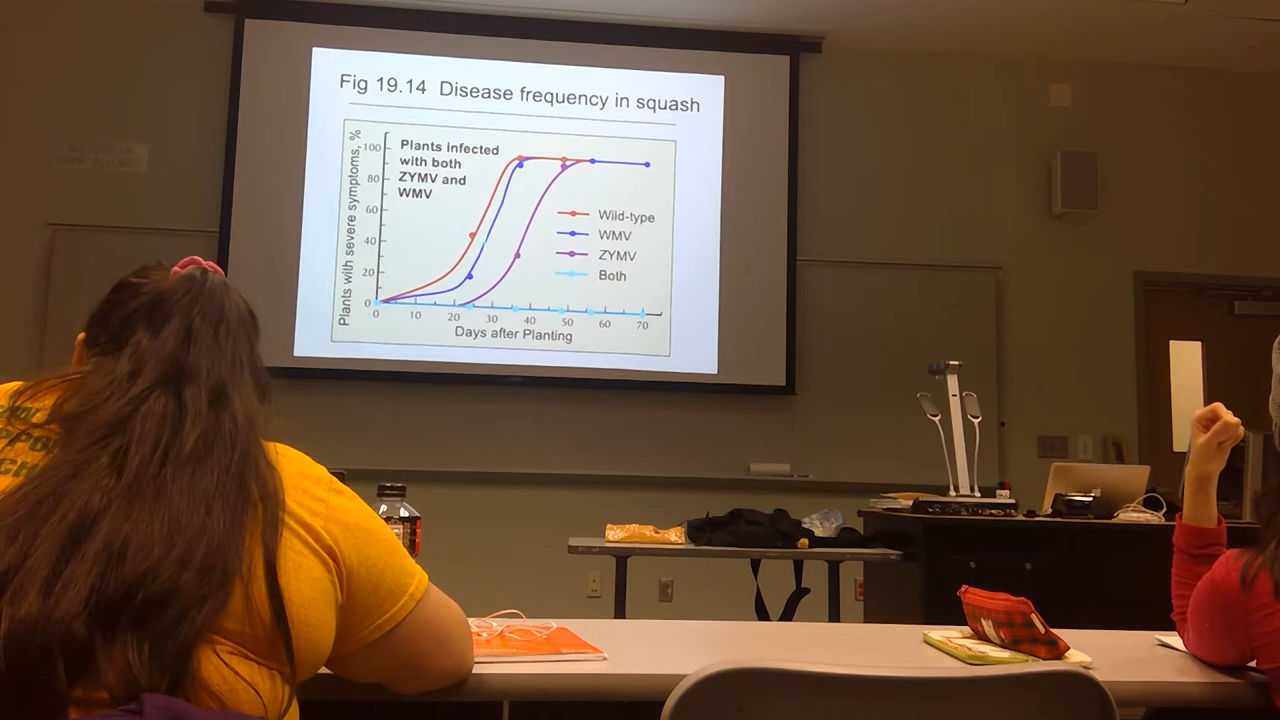 Fig 19.14 Disease frequency in squash
Plants with severe symptoms, %
100
80
60
40
20
0
Plants infected
with both
ZYMV and
WMV
Wild-type
WMV
ZYMV
Both
0 10 20 30 40 50 60 70
Days after Planting